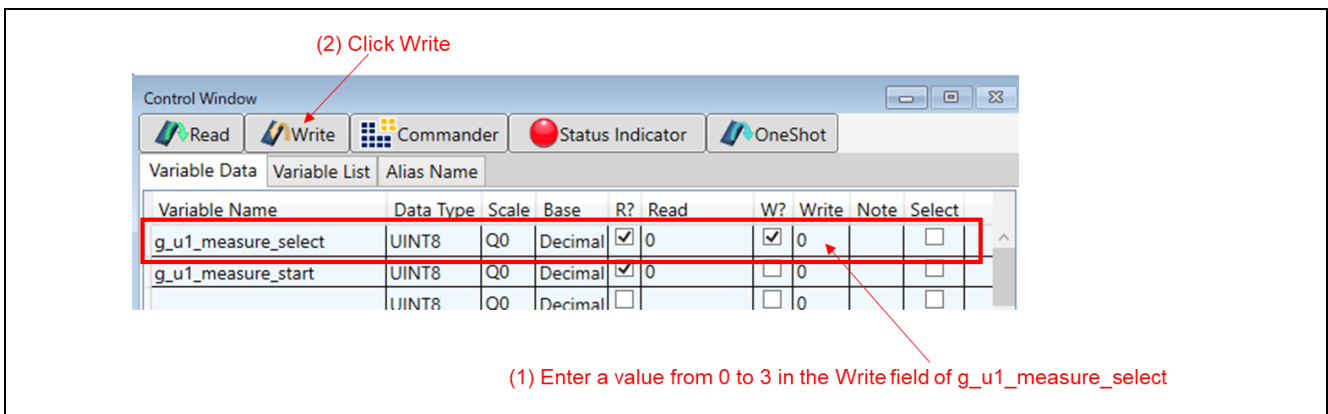 (2) Click Write
Control Window
Read Write Commander Status Indicator OneShot
Variable Data Variable List Alias Name
Variable Name Data Type Scale Base R? Read W? Write Note Select
g_u1_measure_select UINT8 Q0 Decimal 0 0
g_u1_measure_start UINT8 Q0 Decimal 0 0
UINT8 Q0 Decimal 0
(1) Enter a value from 0 to 3 in the Write field of g_u1_measure_select